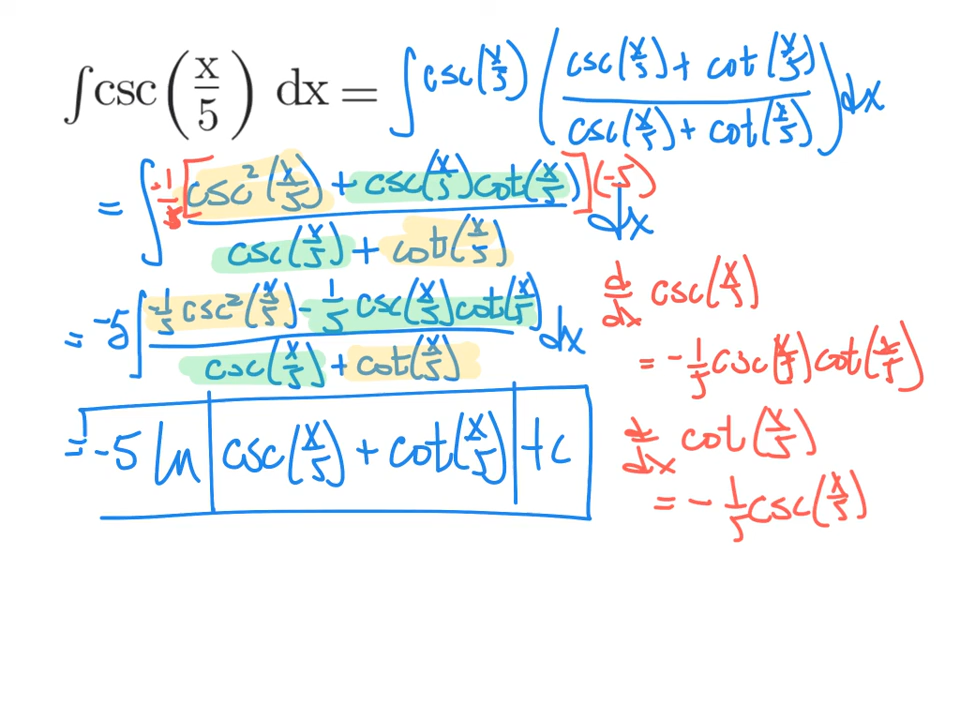 ∫csc(x/5) dx = ∫csc(x/5) ((csc(x/5) + cot(x/5))/(csc(x/5) + cot(x/5))) dx
= ∫ (-1/5 [csc²(x/5) + csc(x/5)cot(x/5)] (-5))/(csc(x/5) + cot(x/5)) dx
= -5 ∫ (-1/5 csc²(x/5) - 1/5 csc(x/5)cot(x/5))/(csc(x/5) + cot(x/5)) dx
= -5 ln |csc(x/5) + cot(x/5)| + c
d/dx csc(x/5)
= -1/5 csc(x/5) cot(x/5)
d/dx cot(x/5)
= -1/5 csc(x/5)